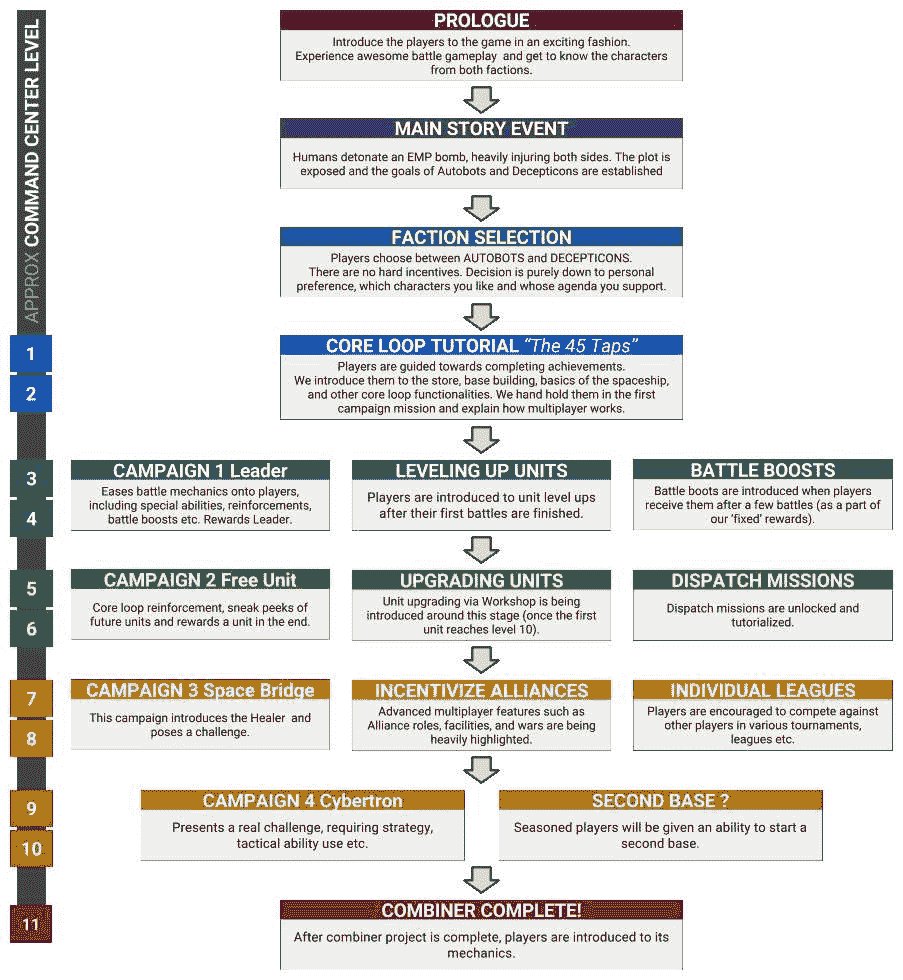 APPROX COMMAND CENTER LEVEL
PROLOGUE
Introduce the players to the game in an exciting fashion.
Experience awesome battle gameplay and get to know the characters
from both factions.
MAIN STORY EVENT
Humans detonate an EMP bomb, heavily injuring both sides. The plot is
exposed and the goals of Autobots and Decepticons are established
FACTION SELECTION
Players choose between AUTOBOTS and DECEPTICONS.
There are no hard incentives. Decision is purely down to personal
preference, which characters you like and whose agenda you support.
1
2
CORE LOOP TUTORIAL "The 45 Taps"
Players are guided towards completing achievements.
We introduce them to the store, base building, basics of the spaceship,
and other core loop functionalities. We hand hold them in the first
campaign mission and explain how multiplayer works.
3
4
CAMPAIGN 1 Leader
Eases battle mechanics onto players,
including special abilities, reinforcements,
battle boosts etc. Rewards Leader.
LEVELING UP UNITS
Players are introduced to unit level ups
after their first battles are finished.
BATTLE BOOSTS
Battle boots are introduced when players
receive them after a few battles (as a part of
our 'fixed' rewards).
5
6
CAMPAIGN 2 Free Unit
Core loop reinforcement, sneak peeks of
future units and rewards a unit in the end.
UPGRADING UNITS
Unit upgrading via Workshop is being
introduced around this stage (once the first
unit reaches level 10).
DISPATCH MISSIONS
Dispatch missions are unlocked and
tutorialized.
7
8
CAMPAIGN 3 Space Bridge
This campaign introduces the Healer and
poses a challenge.
INCENTIVIZE ALLIANCES
Advanced multiplayer features such as
Alliance roles, facilities, and wars are being
heavily highlighted.
INDIVIDUAL LEAGUES
Players are encouraged to compete against
other players in various tournaments,
leagues etc.
9
10
CAMPAIGN 4 Cybertron
Presents a real challenge, requiring strategy,
tactical ability use etc.
SECOND BASE ?
Seasoned players will be given an ability to start a
second base.
11
COMBINER COMPLETE!
After combiner project is complete, players are introduced to its
mechanics.